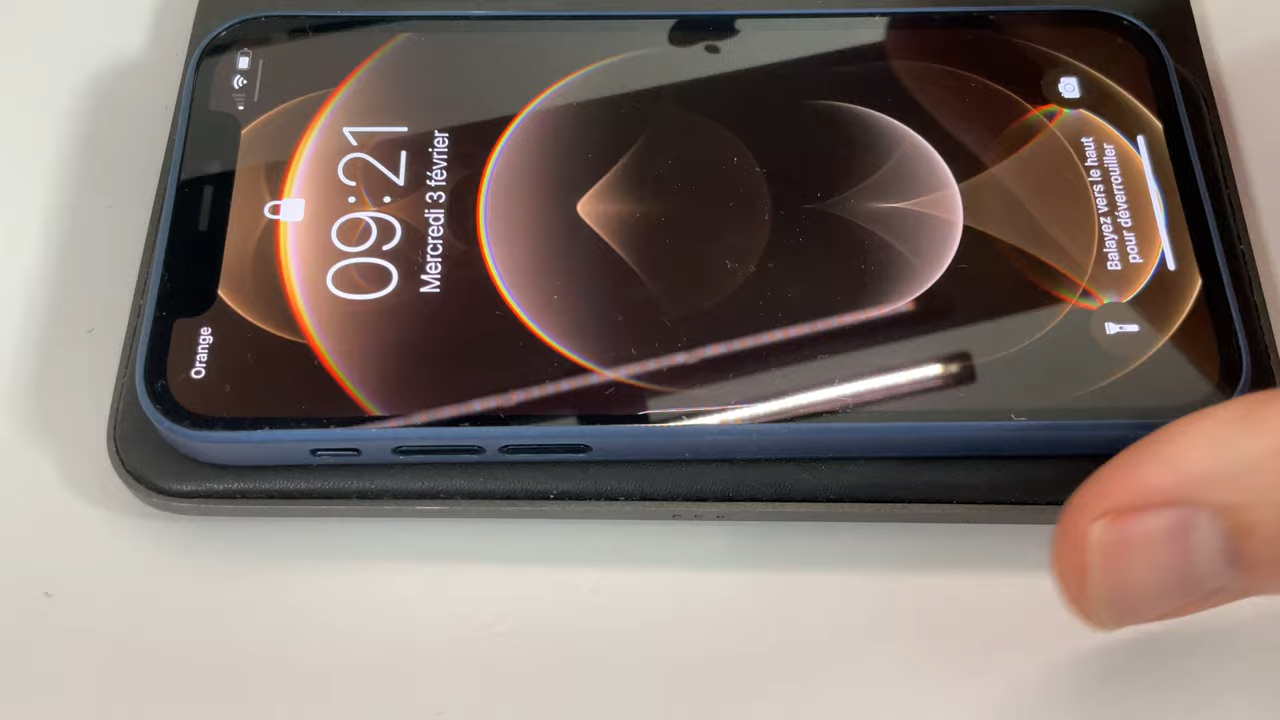 Orange
09:21
Mercredi 3 février
Balayez vers le haut
pour déverrouiller